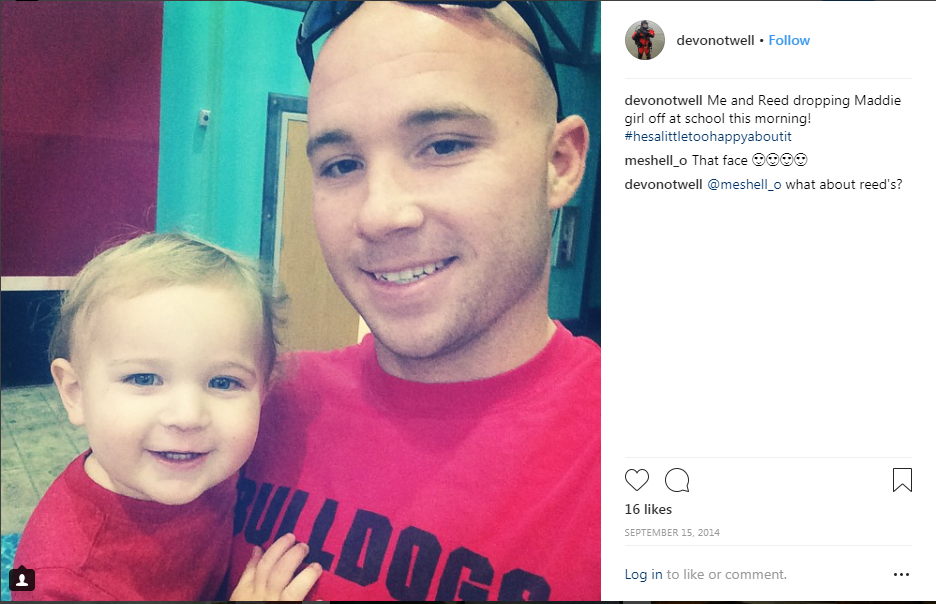 BULLDOGS
devonotwell • Follow
devonotwell Me and Reed dropping Maddie
girl off at school this morning!
#hesalittletoohappyaboutit
meshell_o That face 😍😍😍😍
devonotwell @meshell_o what about reed's?
16 likes
SEPTEMBER 15, 2014
Log in to like or comment.